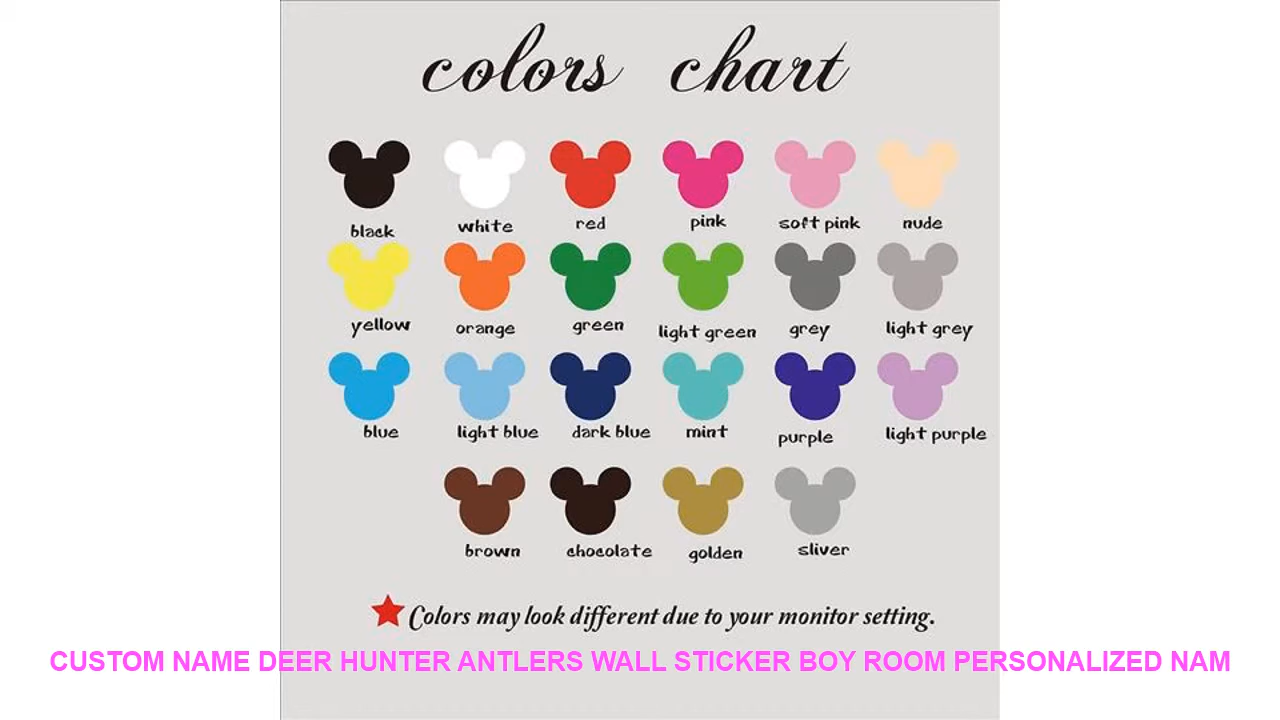 colors chart
black white red pink soft pink nude
yellow orange green light green grey light grey
blue light blue dark blue mint purple light purple
brown chocolate golden sliver
Colors may look different due to your monitor setting.
CUSTOM NAME DEER HUNTER ANTLERS WALL STICKER BOY ROOM PERSONALIZED NAM